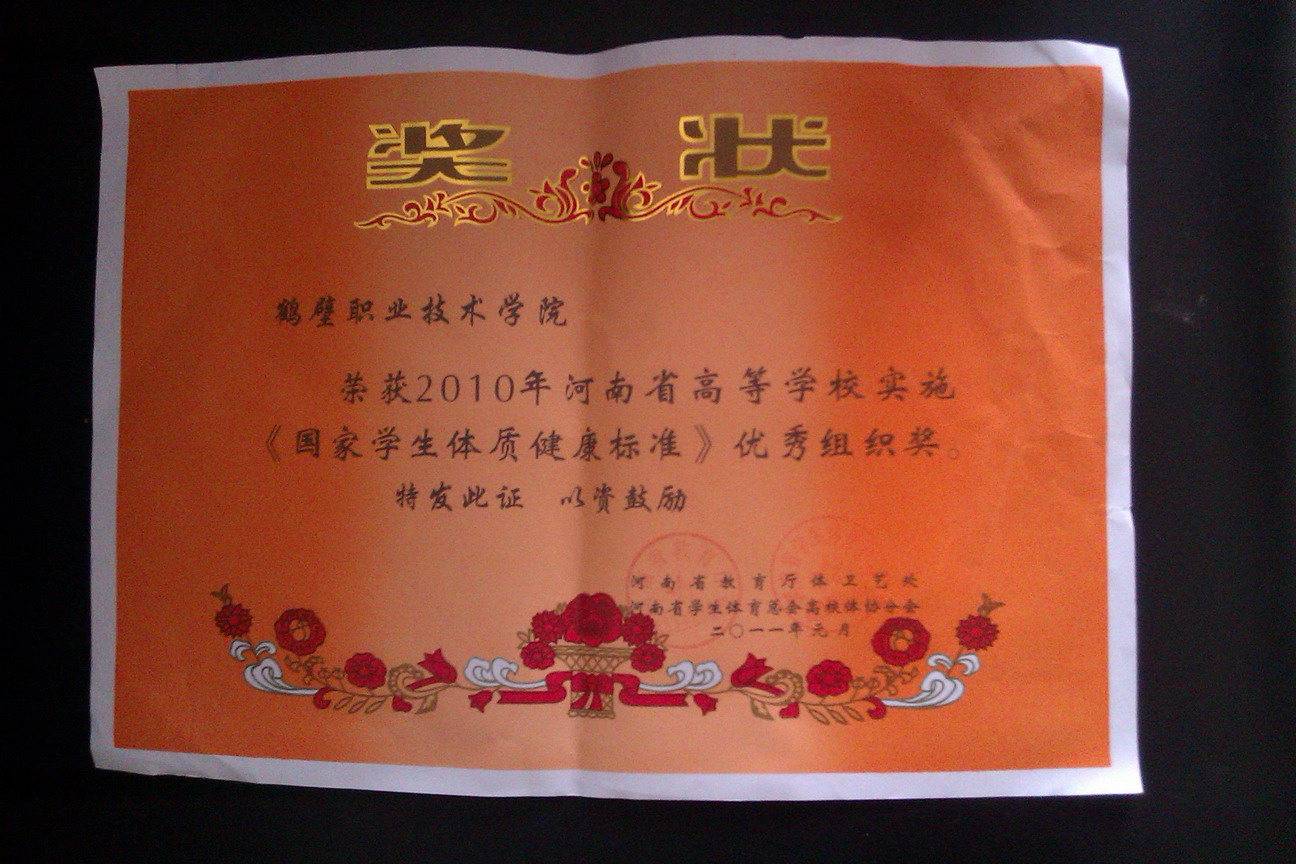 奖 状
鹤壁职业技术学院
荣获2010年河南省高等学校实施
《国家学生体质健康标准》优秀组织奖。
特发此证 以资鼓励
河南省教育厅体卫艺处
河南省学生体育总会高校体协分会
二〇一一年元月